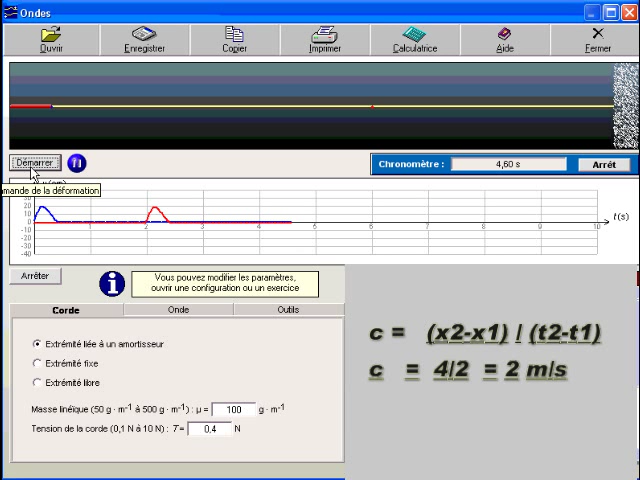 Ondes
Ouvrir Enregistrer Copier Imprimer Calculatrice Aide Fermer
Démarrer Chronomètre : 4,60 s Arrêt
mande de la déformation
t(s)
20
10
0 1 2 3 4 5 6 7 8 9 10
-10
-20
-30
-40
Arrêter
Vous pouvez modifier les paramètres,
ouvrir une configuration ou un exercice
Corde Onde Outils
Extrémité liée à un amortisseur
Extrémité fixe
Extrémité libre
Masse linéïque (50 g · m-1 à 500 g · m-1) : μ = 100 g · m-1
Tension de la corde (0,1 N à 10 N) : T = 0,4 N
c = (x2-x1) / (t2-t1)
c = 4/2 = 2 m/s